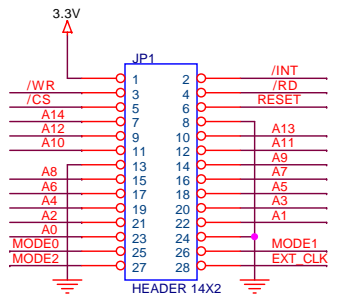 3.3V
JP1
1 2 /INT
/WR 3 4 /RD
/CS 5 6 RESET
A14 7 8
A12 9 10 A13
A10 11 12 A11
13 14 A9
A8 15 16 A7
A6 17 18 A5
A4 19 20 A3
A2 21 22 A1
A0 23 24
MODE0 25 26 MODE1
MODE2 27 28 EXT_CLK
HEADER 14X2